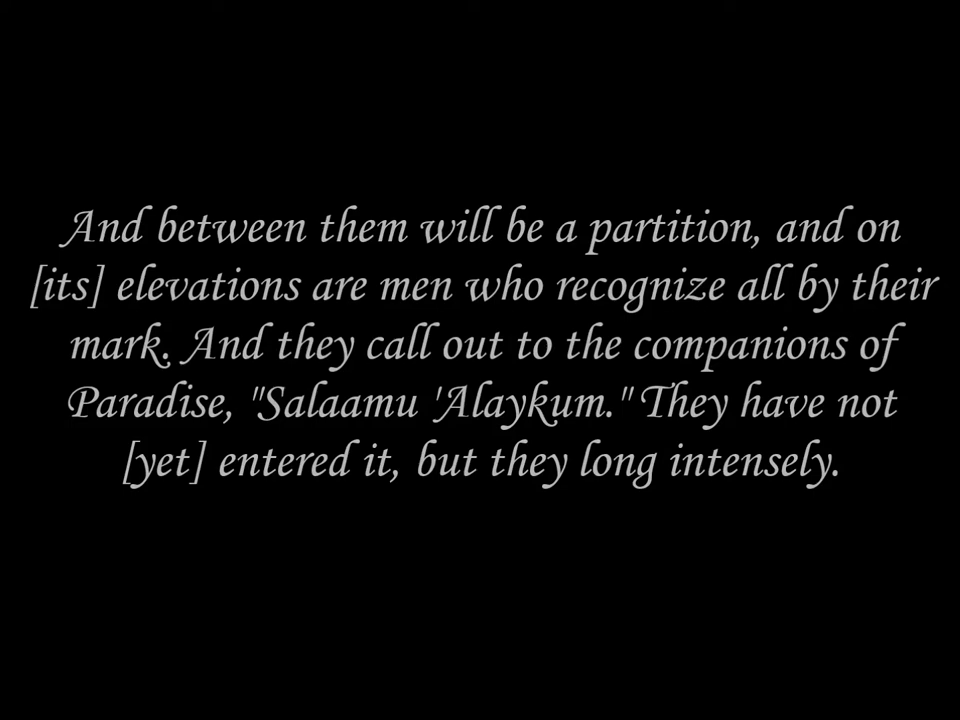 And between them will be a partition, and on
[its] elevations are men who recognize all by their
mark. And they call out to the companions of
Paradise, "Salaamu 'Alaykum." They have not
[yet] entered it, but they long intensely.